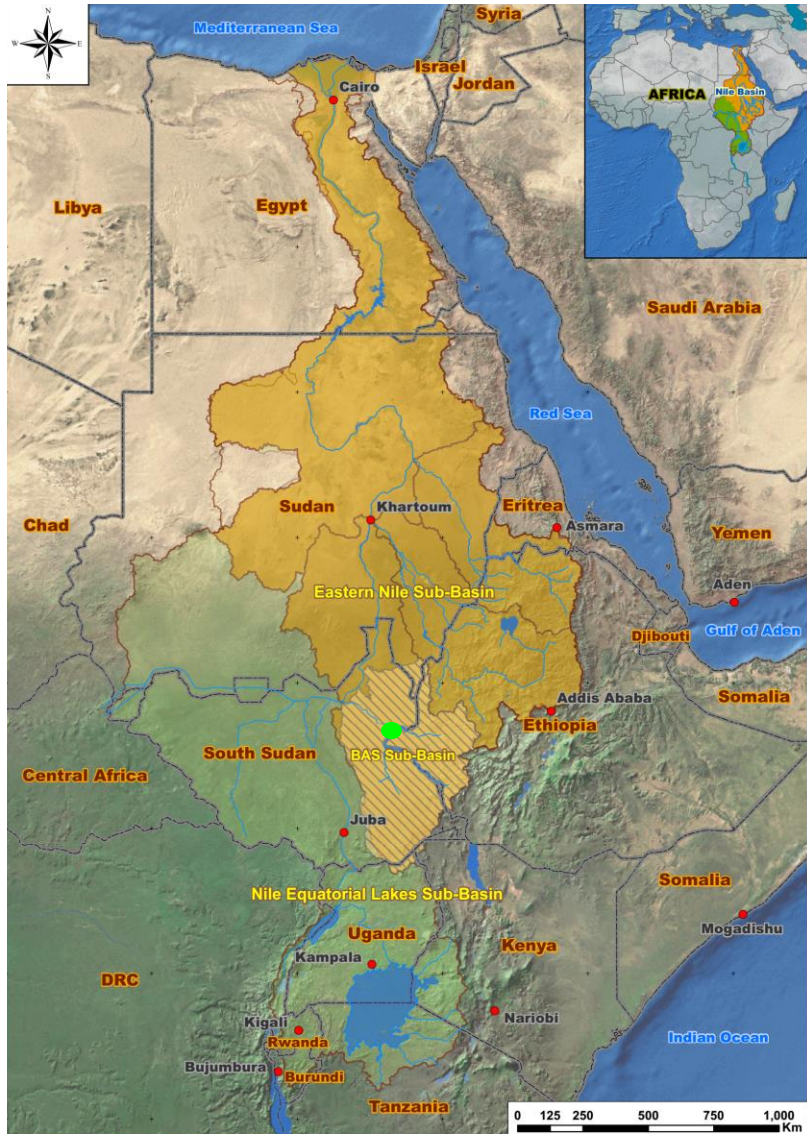 N
W E
S
Mediterranean Sea
Syria
Israel
Jordan
Cairo
AFRICA
Nile Basin
Libya
Egypt
Saudi Arabia
Red Sea
Sudan
Khartoum
Eritrea
Asmara
Chad
Yemen
Aden
Eastern Nile Sub-Basin
Djibouti
Gulf of Aden
Somalia
Addis Ababa
Ethiopia
South Sudan
BAS Sub-Basin
Central Africa
Juba
Nile Equatorial Lakes Sub-Basin
Somalia
Mogadishu
Uganda
Kenya
Kampala
DRC
Nariobi
Kigali
Rwanda
Indian Ocean
Bujumbura
Burundi
Tanzania
0 125 250 500 750 1,000
Km